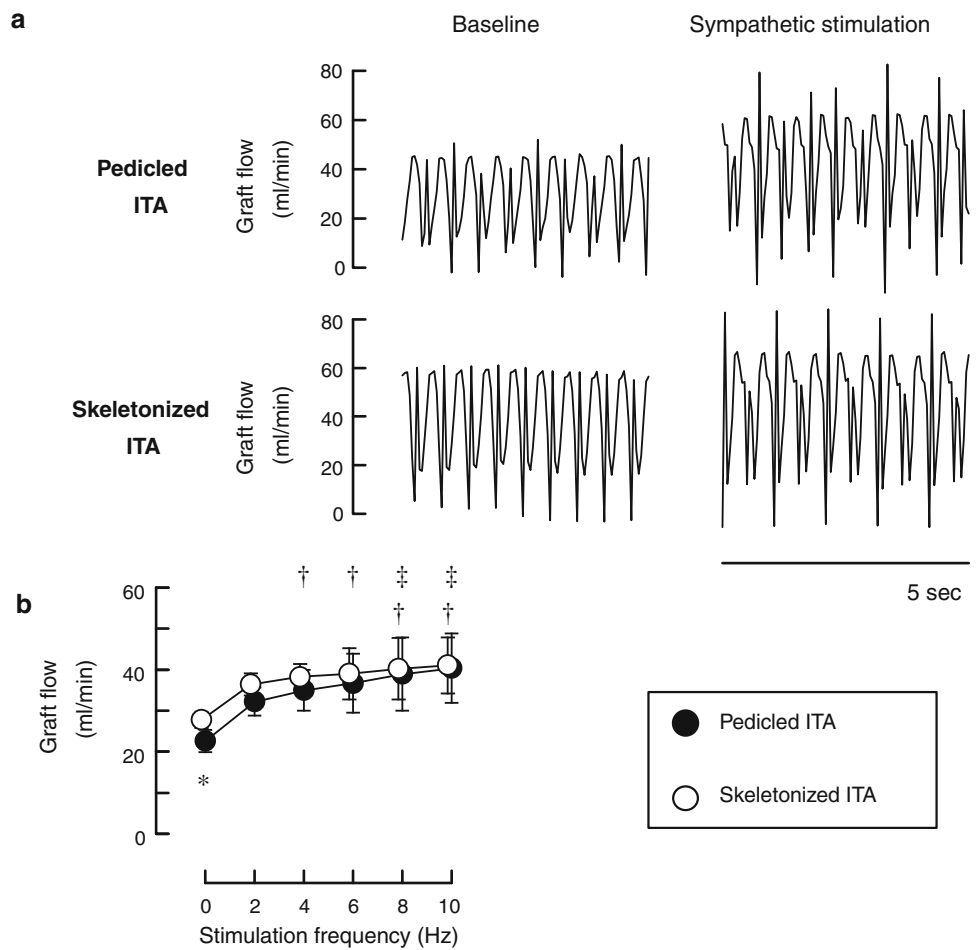 a
Baseline
Sympathetic stimulation
Pedicled
ITA
Graft flow
(ml/min)
80
60
40
20
0
Skeletonized
ITA
Graft flow
(ml/min)
80
60
40
20
0
5 sec
b
Graft flow
(ml/min)
60
40
20
0
† † ‡ ‡
† †
*
0 2 4 6 8 10
Stimulation frequency (Hz)
Pedicled ITA
Skeletonized ITA